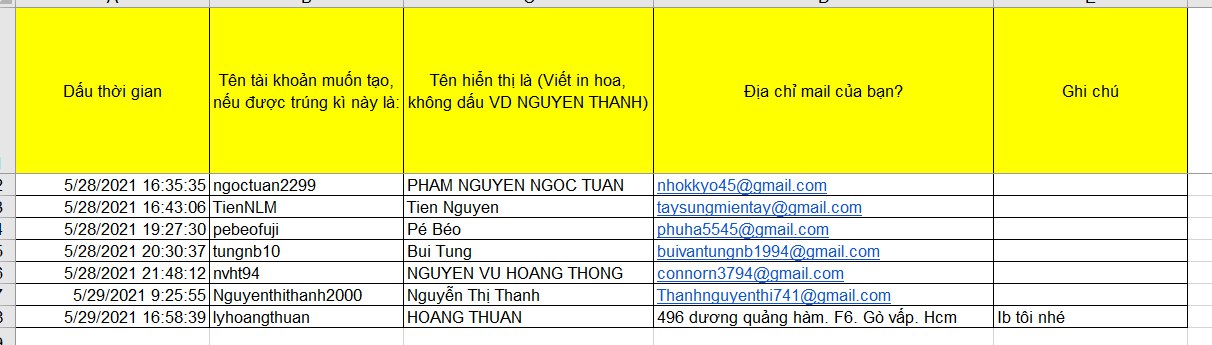 Dấu thời gian
Tên tài khoản muốn tạo,
nếu được trúng kì này là:
Tên hiển thị là (Viết in hoa,
không dấu VD NGUYEN THANH)
Địa chỉ mail của bạn?
Ghi chú
5/28/2021 16:35:35 ngoctuan2299 PHAM NGUYEN NGOC TUAN nhokkyo45@gmail.com
5/28/2021 16:43:06 TienNLM Tien Nguyen taysungmientay@gmail.com
5/28/2021 19:27:30 pebeofuji Pé Béo phuha5545@gmail.com
5/28/2021 20:30:37 tungnb10 Bui Tung buivantungnb1994@gmail.com
5/28/2021 21:48:12 nvht94 NGUYEN VU HOANG THONG connorn3794@gmail.com
5/29/2021 9:25:55 Nguyenthithanh2000 Nguyễn Thị Thanh Thanhnguyenthi741@gmail.com
5/29/2021 16:58:39 lyhoangthuan HOANG THUAN 496 dương quảng hàm. F6. Gò vấp. Hcm Ib tôi nhé